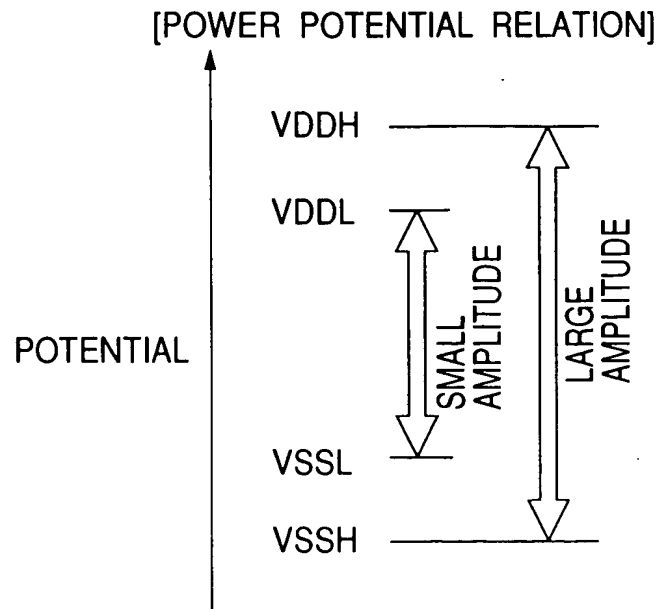 [POWER POTENTIAL RELATION]
VDDH
VDDL
POTENTIAL
SMALL
AMPLITUDE
LARGE
AMPLITUDE
VSSL
VSSH